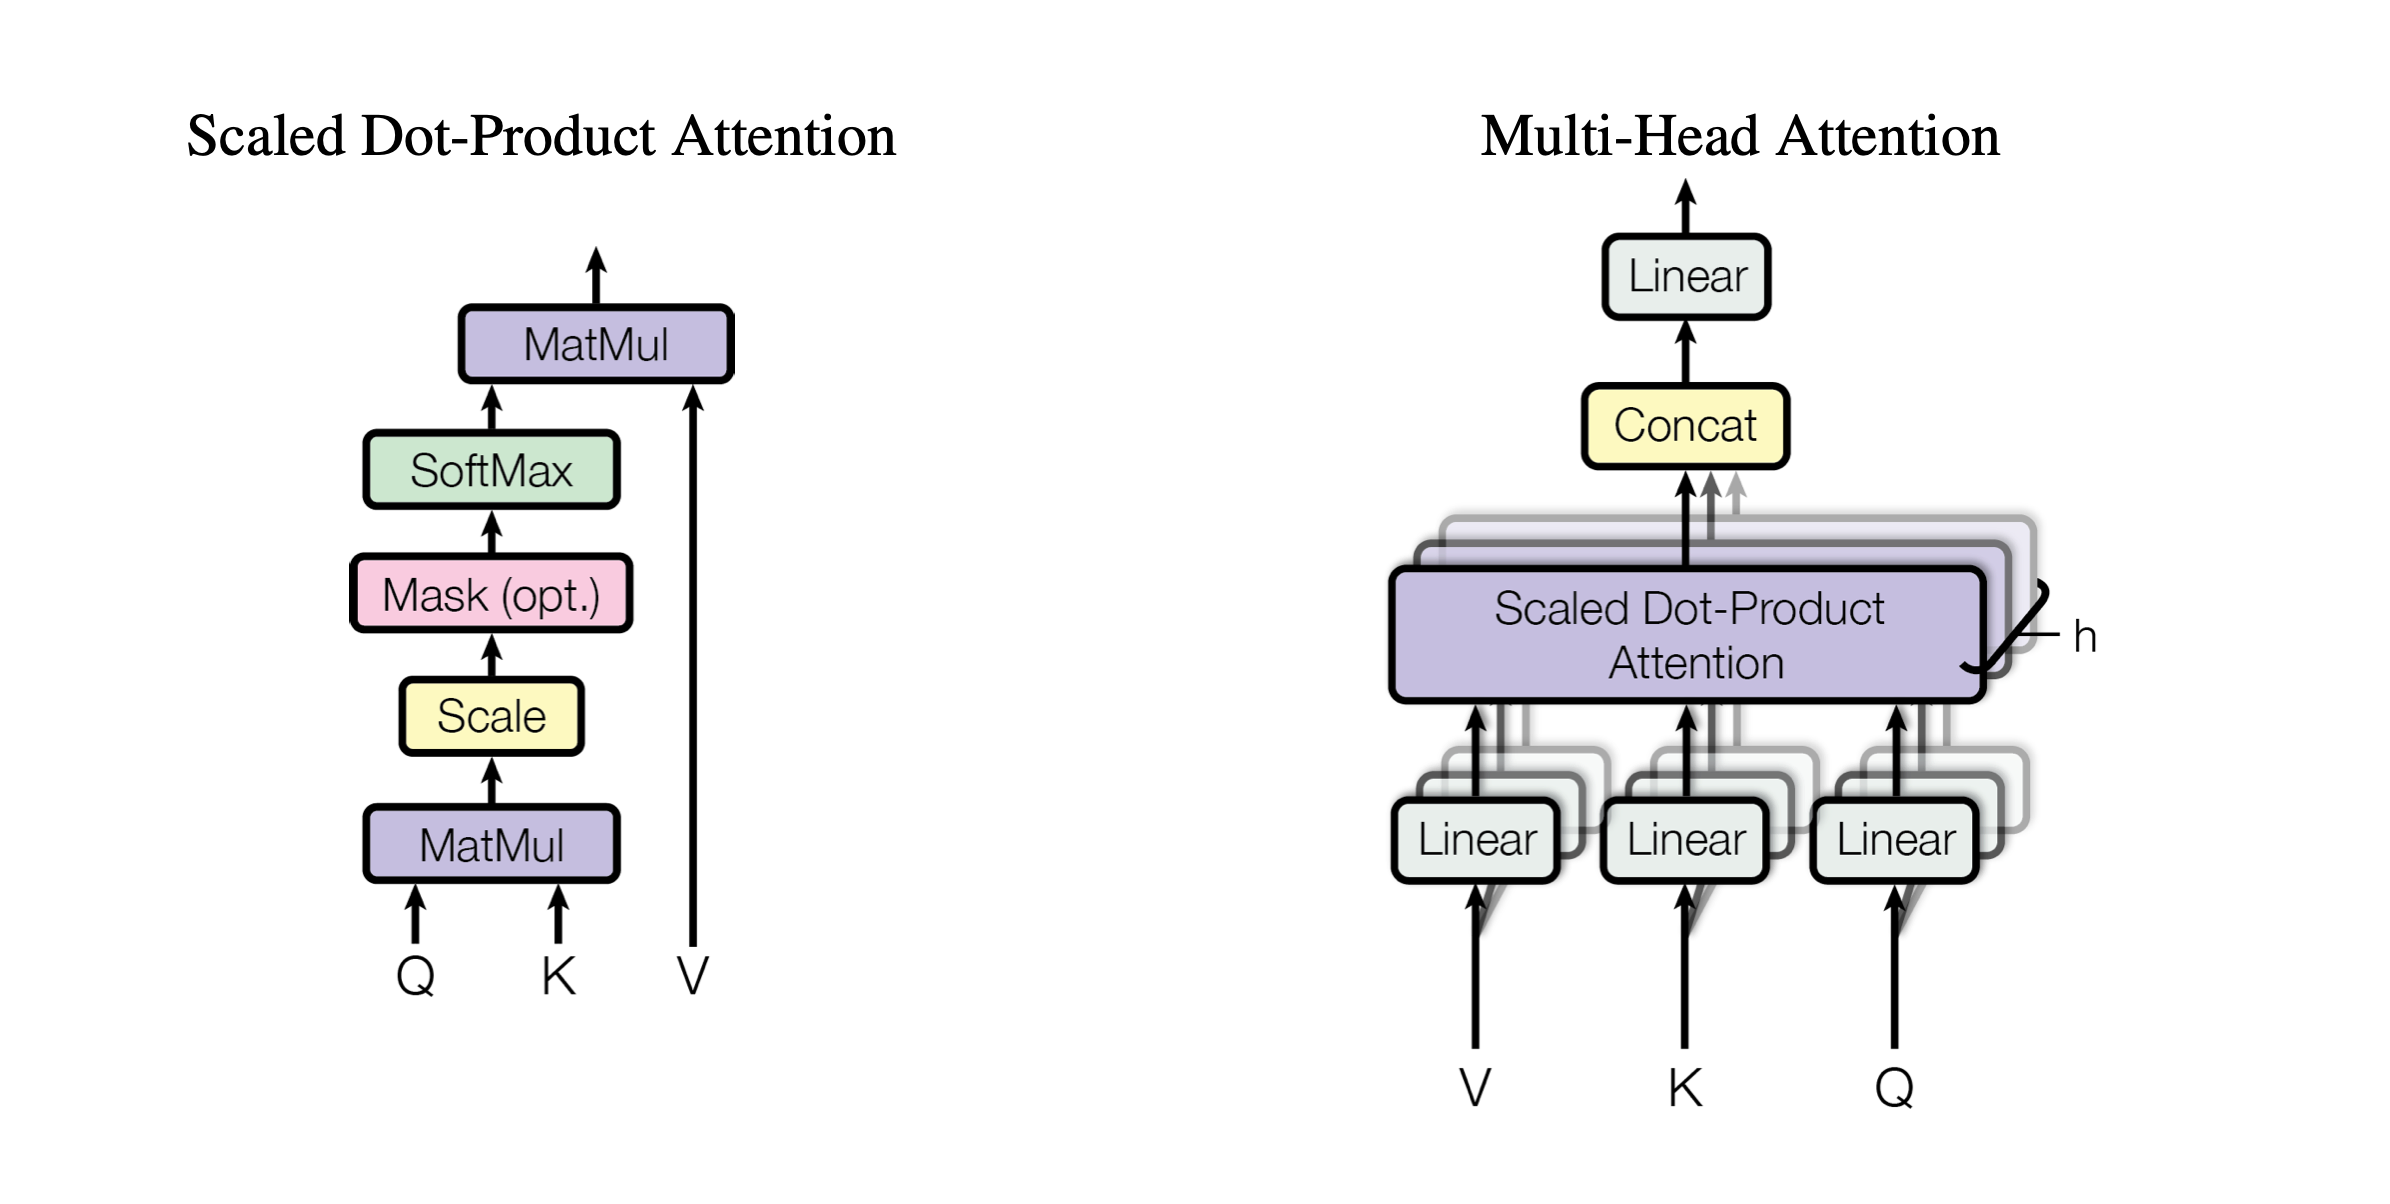 Scaled Dot-Product Attention
MatMul
SoftMax
Mask (opt.)
Scale
MatMul
Q K V
Multi-Head Attention
Linear
Concat
Scaled Dot-Product
Attention
h
Linear Linear Linear
V K Q